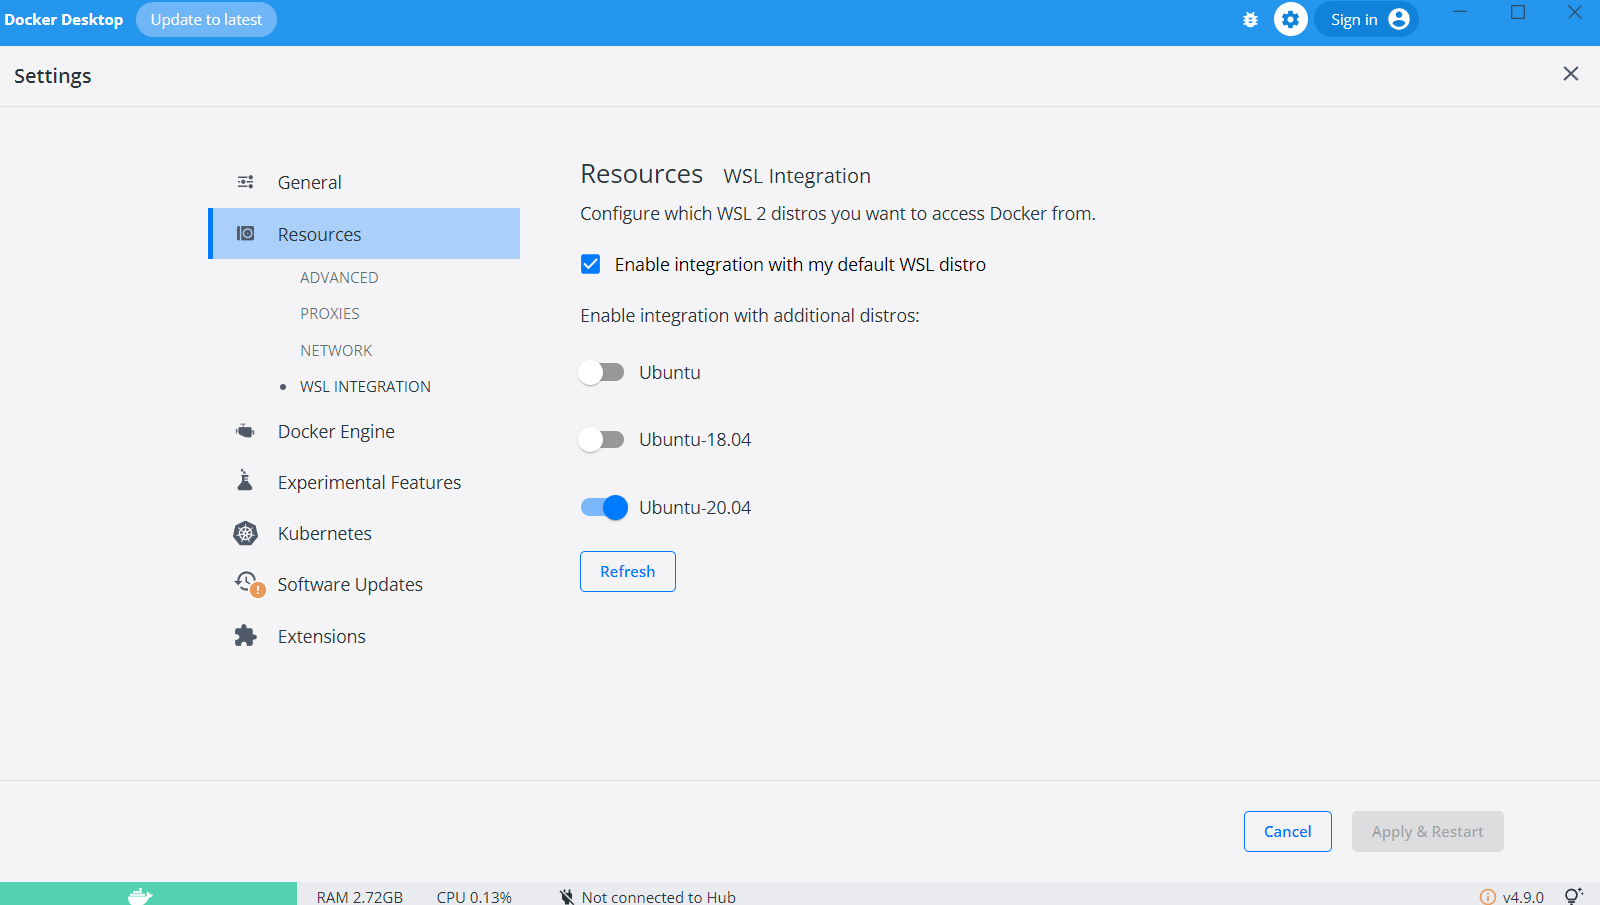 Docker Desktop Update to latest Sign in
Settings
General
Resources
ADVANCED
PROXIES
NETWORK
WSL INTEGRATION
Docker Engine
Experimental Features
Kubernetes
Software Updates
Extensions
Resources WSL Integration
Configure which WSL 2 distros you want to access Docker from.
Enable integration with my default WSL distro
Enable integration with additional distros:
Ubuntu
Ubuntu-18.04
Ubuntu-20.04
Refresh
Cancel Apply & Restart
RAM 2.72GB CPU 0.13% Not connected to Hub v4.9.0